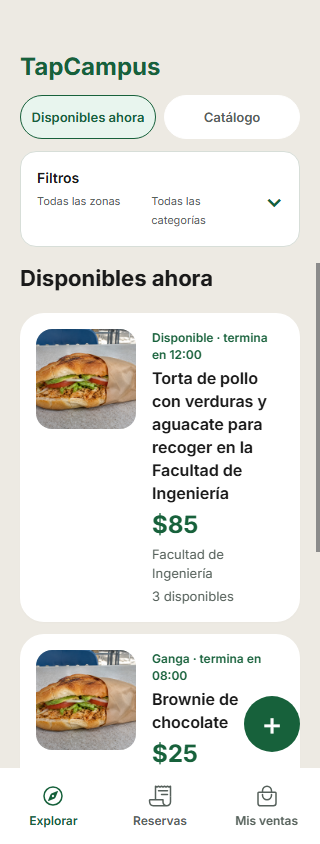 TapCampus
Disponibles ahora
Catálogo
Filtros
Todas las zonas
Todas las
categorías
Disponibles ahora
Disponible · termina
en 12:00
Torta de pollo
con verduras y
aguacate para
recoger en la
Facultad de
Ingeniería
$85
Facultad de
Ingeniería
3 disponibles
Ganga · termina en
08:00
Brownie de
chocolate
$25
+
Explorar
Reservas
Mis ventas